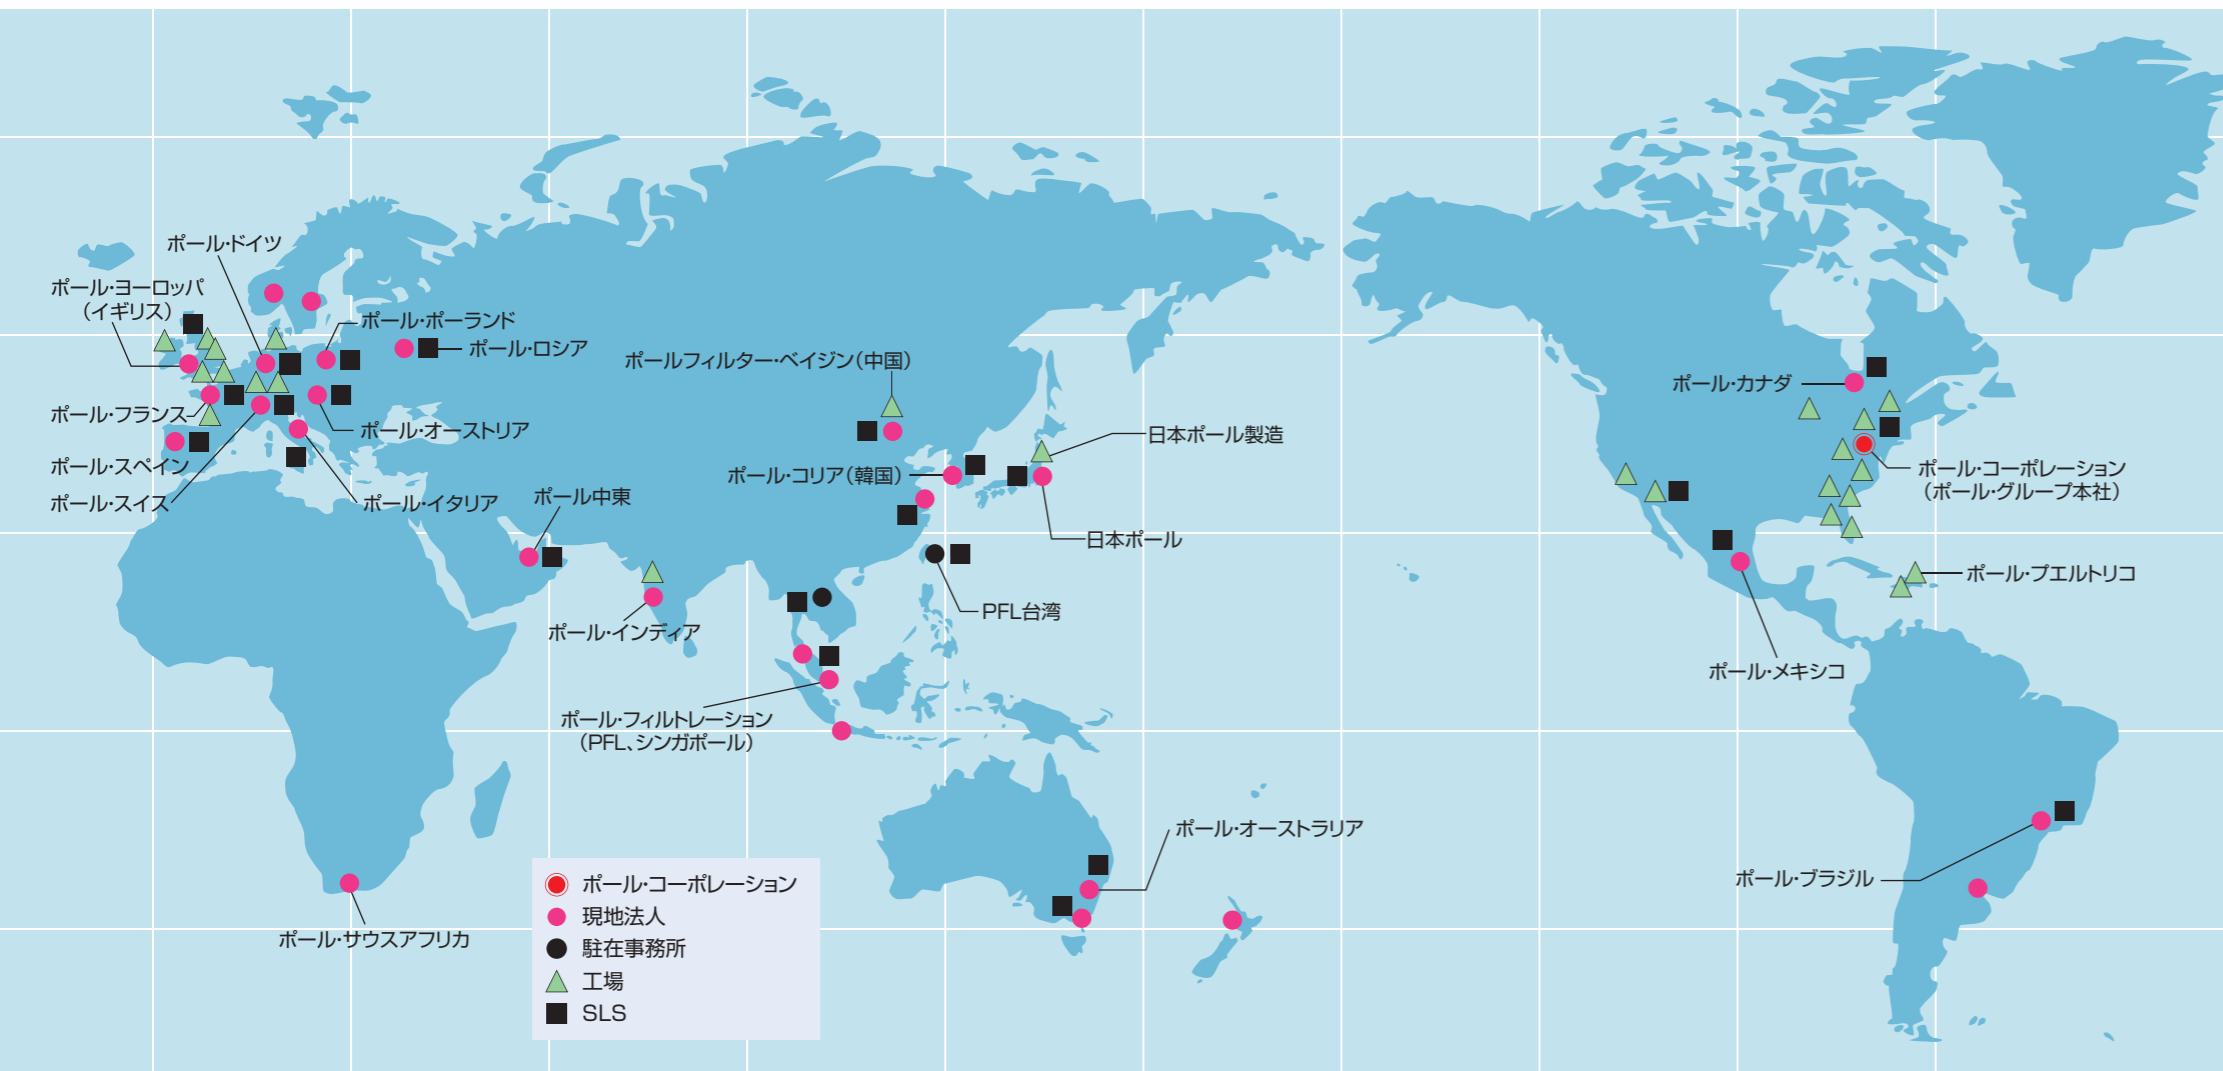 ポール・ドイツ
ポール・ヨーロッパ
（イギリス）
ポール・ポーランド
ポール・ロシア
ポール・フランス
ポール・オーストリア
ポール・スペイン
ポール・スイス
ポール・イタリア
ポールフィルター・ベイジン（中国）
日本ポール製造
ポール・コリア（韓国）
ポール中東
日本ポール
PFL台湾
ポール・インディア
ポール・フィルトレーション
（PFL、シンガポール）
ポール・オーストラリア
ポール・サウスアフリカ
ポール・カナダ
ポール・コーポレーション
（ポール・グループ本社）
ポール・プエルトリコ
ポール・メキシコ
ポール・ブラジル
ポール・コーポレーション
現地法人
駐在事務所
工場
SLS